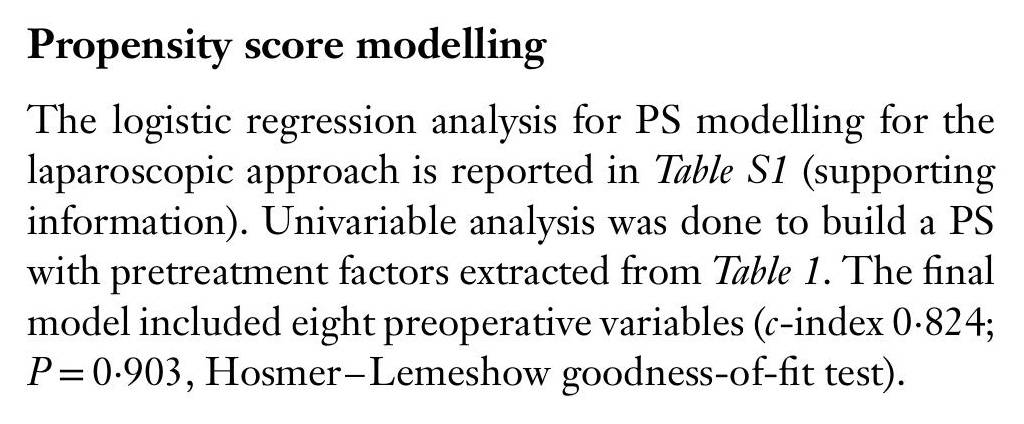 Propensity score modelling
The logistic regression analysis for PS modelling for the
laparoscopic approach is reported in Table S1 (supporting
information). Univariable analysis was done to build a PS
with pretreatment factors extracted from Table 1. The final
model included eight preoperative variables (c-index 0·824;
P = 0·903, Hosmer–Lemeshow goodness-of-fit test).